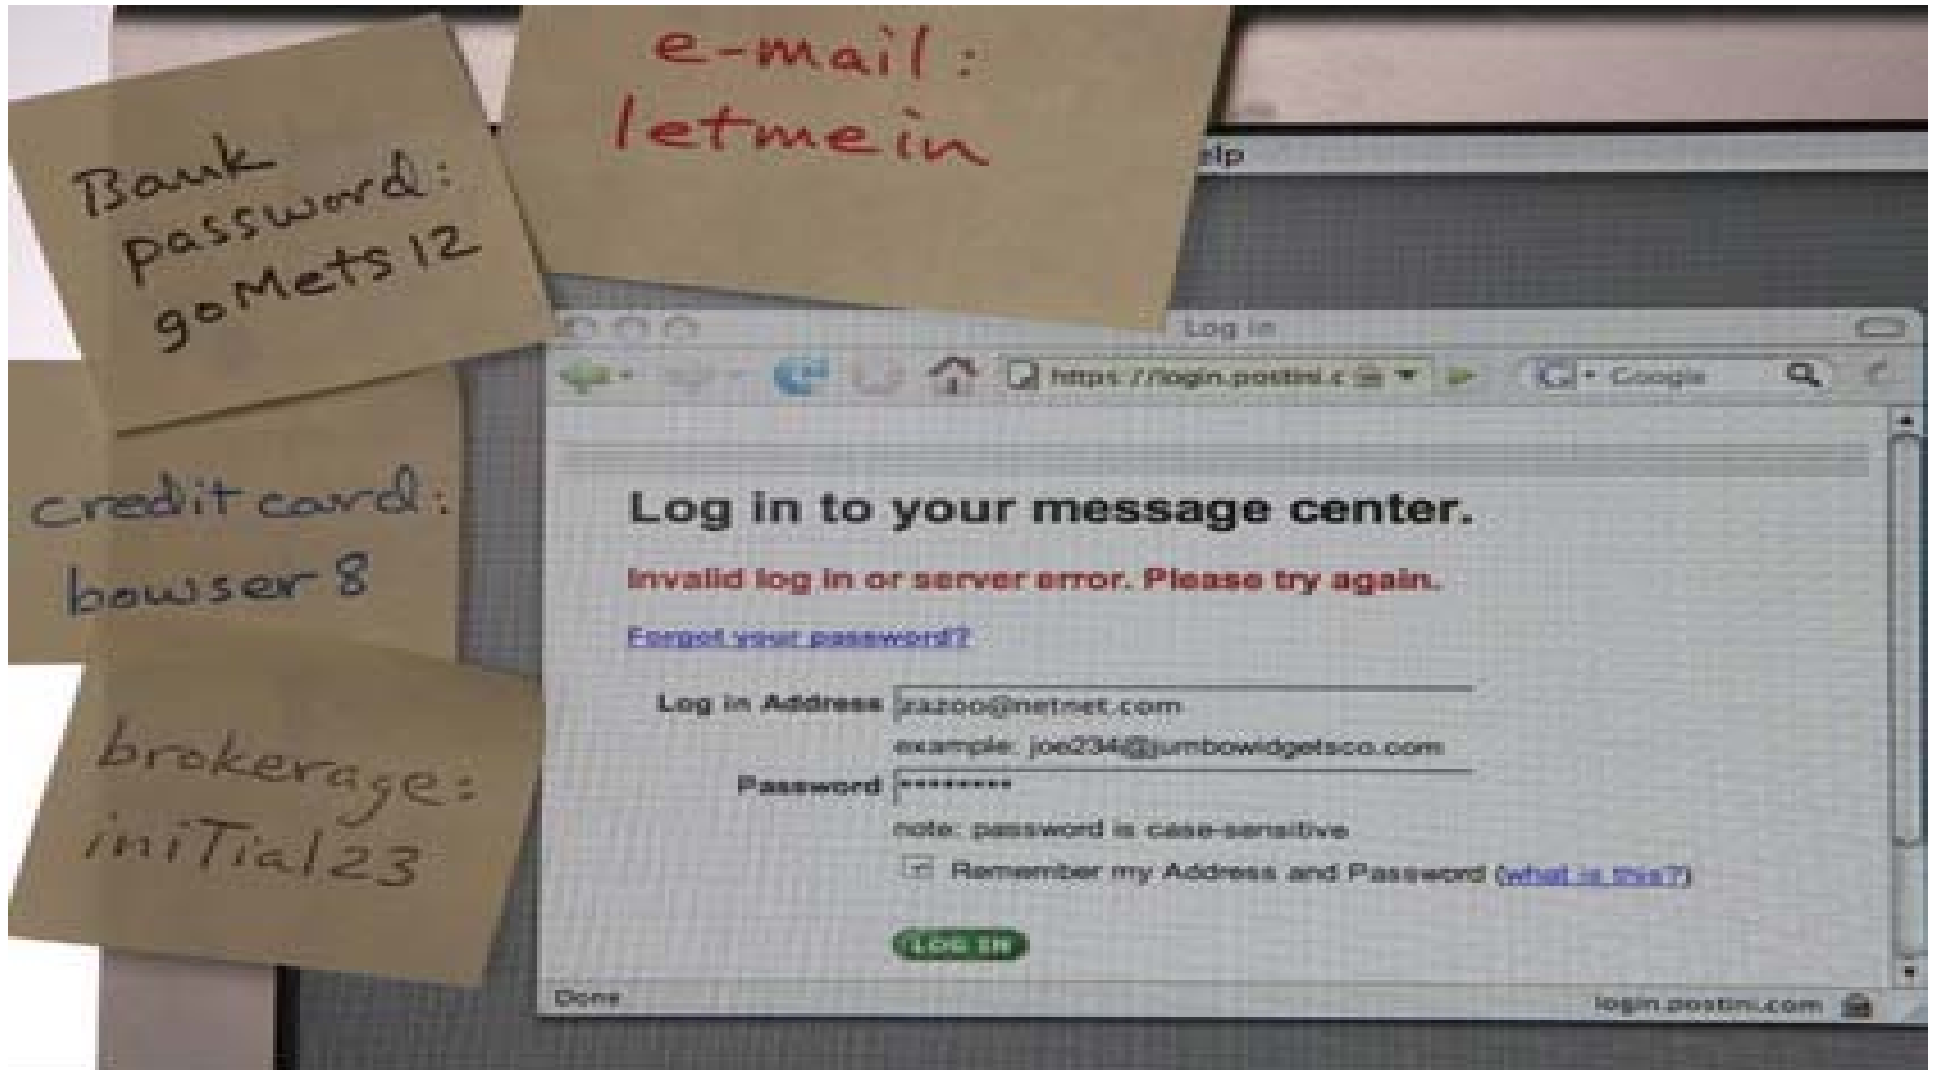 e-mail:
letmein
Bank
password:
goMets12
credit card:
bowser8
brokerage:
iniTial23
elp
Log in
https://login.postini.c
Google
Log in to your message center.
Invalid log in or server error. Please try again.
Forgot your password?
Log in Address zazoo@netnet.com
example: joe234@jumbowidgetsco.com
Password ********
note: password is case-sensitive
Remember my Address and Password (what is this?)
LOG IN
Done
login.postini.com